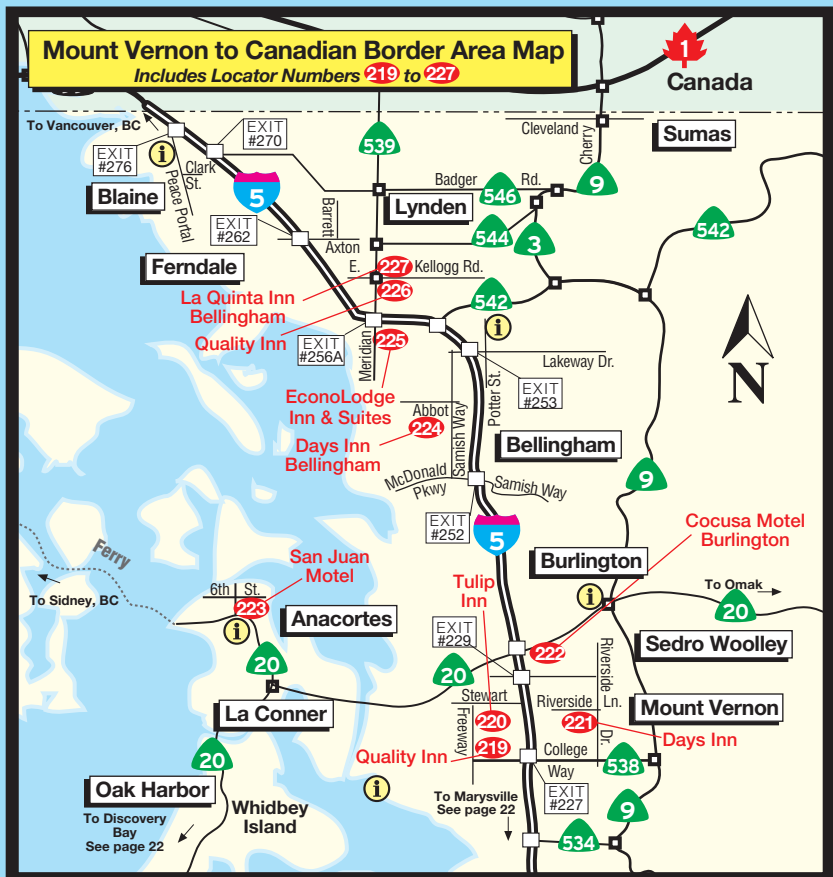 Mount Vernon to Canadian Border Area Map
Includes Locator Numbers 219 to 227
1
Canada
To Vancouver, BC
EXIT
#276
EXIT
#270
539
Cleveland
Cherry
Sumas
Blaine
Peace Portal
Clark
St.
5
Badger Rd.
546
9
Lynden
Barrett
EXIT
#262
Axton
544
3
542
Ferndale
E. Kellogg Rd.
227
226
La Quinta Inn
Bellingham
Quality Inn
542
EXIT
#256A
Meridian
225
Lakeway Dr.
Potter St.
EXIT
#253
EconoLodge
Inn & Suites
Abbot
224
Samish Way
Days Inn
Bellingham
Bellingham
McDonald
Pkwy
Samish Way
9
EXIT
#252
5
Cocusa Motel
Burlington
Ferry
San Juan
Motel
Tulip
Inn
Burlington
To Sidney, BC
6th St.
223
Anacortes
To Omak
20
EXIT
#229
222
Sedro Woolley
20
20
Riverside
Dr.
La Conner
Stewart
Freeway
220
Riverside Ln.
221
Mount Vernon
Quality Inn
219
College
Way
Days Inn
538
20
Oak Harbor
EXIT
#227
Whidbey
Island
To Discovery
Bay
See page 22
To Marysville
See page 22
9
534
N